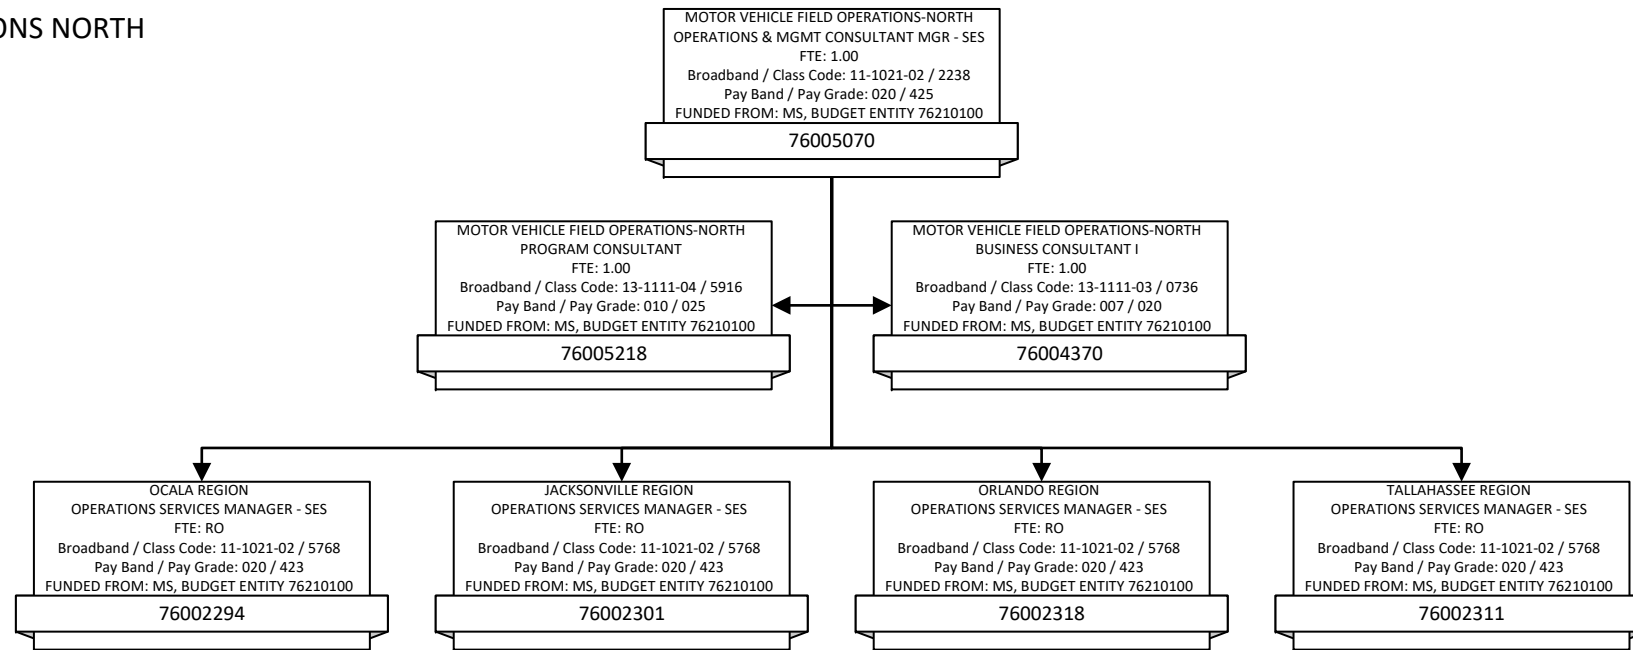 ONS NORTH
MOTOR VEHICLE FIELD OPERATIONS-NORTH
OPERATIONS & MGMT CONSULTANT MGR - SES
FTE: 1.00
Broadband / Class Code: 11-1021-02 / 2238
Pay Band / Pay Grade: 020 / 425
FUNDED FROM: MS, BUDGET ENTITY 76210100
76005070
MOTOR VEHICLE FIELD OPERATIONS-NORTH
PROGRAM CONSULTANT
FTE: 1.00
Broadband / Class Code: 13-1111-04 / 5916
Pay Band / Pay Grade: 010 / 025
FUNDED FROM: MS, BUDGET ENTITY 76210100
76005218
MOTOR VEHICLE FIELD OPERATIONS-NORTH
BUSINESS CONSULTANT I
FTE: 1.00
Broadband / Class Code: 13-1111-03 / 0736
Pay Band / Pay Grade: 007 / 020
FUNDED FROM: MS, BUDGET ENTITY 76210100
76004370
OCALA REGION
OPERATIONS SERVICES MANAGER - SES
FTE: RO
Broadband / Class Code: 11-1021-02 / 5768
Pay Band / Pay Grade: 020 / 423
FUNDED FROM: MS, BUDGET ENTITY 76210100
76002294
JACKSONVILLE REGION
OPERATIONS SERVICES MANAGER - SES
FTE: RO
Broadband / Class Code: 11-1021-02 / 5768
Pay Band / Pay Grade: 020 / 423
FUNDED FROM: MS, BUDGET ENTITY 76210100
76002301
ORLANDO REGION
OPERATIONS SERVICES MANAGER - SES
FTE: RO
Broadband / Class Code: 11-1021-02 / 5768
Pay Band / Pay Grade: 020 / 423
FUNDED FROM: MS, BUDGET ENTITY 76210100
76002318
TALLAHASSEE REGION
OPERATIONS SERVICES MANAGER - SES
FTE: RO
Broadband / Class Code: 11-1021-02 / 5768
Pay Band / Pay Grade: 020 / 423
FUNDED FROM: MS, BUDGET ENTITY 76210100
76002311